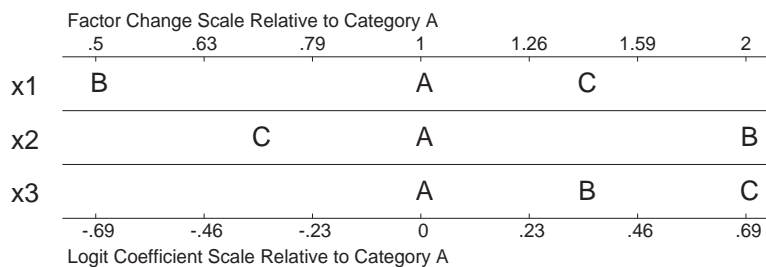 Factor Change Scale Relative to Category A
.5 .63 .79 1 1.26 1.59 2
x1 B A C
x2 C A B
x3 A B C
-.69 -.46 -.23 0 .23 .46 .69
Logit Coefficient Scale Relative to Category A